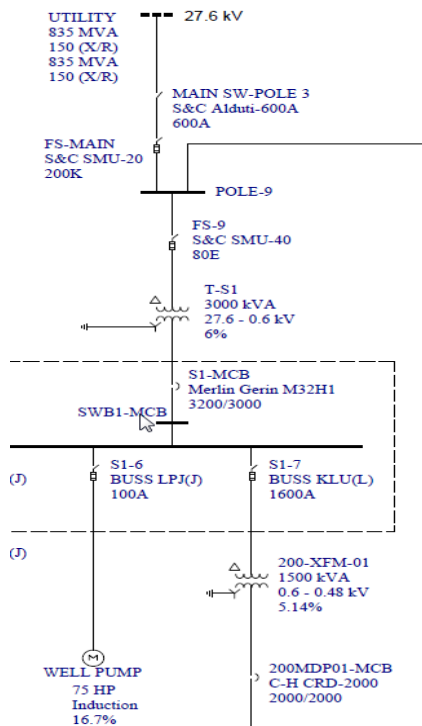 UTILITY
835 MVA
150 (X/R)
835 MVA
150 (X/R)
27.6 kV
MAIN SW-POLE 3
S&C Alduti-600A
600A
FS-MAIN
S&C SMU-20
200K
POLE-9
FS-9
S&C SMU-40
80E
T-S1
3000 kVA
27.6 - 0.6 kV
6%
S1-MCB
Merlin Gerin M32H1
3200/3000
SWB1-MCB
(J)
S1-6
BUSS LPJ(J)
100A
S1-7
BUSS KLU(L)
1600A
(J)
200-XFM-01
1500 kVA
0.6 - 0.48 kV
5.14%
M
WELL PUMP
75 HP
Induction
16.7%
200MDP01-MCB
C-H CRD-2000
2000/2000